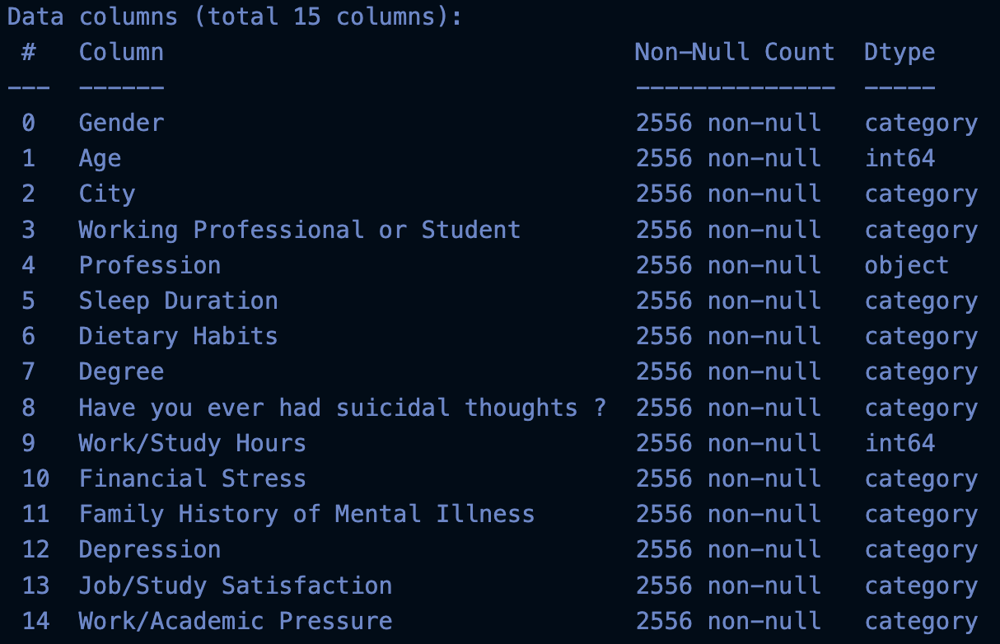 Data columns (total 15 columns):
 #   Column                                 Non-Null Count  Dtype
---  ------                                 --------------  -----
 0   Gender                                 2556 non-null   category
 1   Age                                    2556 non-null   int64
 2   City                                   2556 non-null   category
 3   Working Professional or Student        2556 non-null   category
 4   Profession                             2556 non-null   object
 5   Sleep Duration                         2556 non-null   category
 6   Dietary Habits                         2556 non-null   category
 7   Degree                                 2556 non-null   category
 8   Have you ever had suicidal thoughts ?  2556 non-null   category
 9   Work/Study Hours                       2556 non-null   int64
 10  Financial Stress                       2556 non-null   category
 11  Family History of Mental Illness       2556 non-null   category
 12  Depression                             2556 non-null   category
 13  Job/Study Satisfaction                 2556 non-null   category
 14  Work/Academic Pressure                 2556 non-null   category